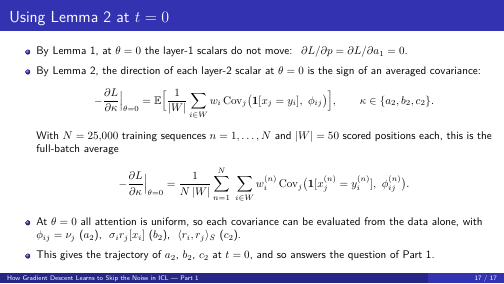 Using Lemma 2 at t = 0
By Lemma 1, at θ = 0 the layer-1 scalars do not move: ∂L/∂p = ∂L/∂a₁ = 0.
By Lemma 2, the direction of each layer-2 scalar at θ = 0 is the sign of an averaged covariance:
−∂L/∂κ |_{θ=0} = 𝔼[ 1/|W| ∑_{i∈W} w_i Cov_j(𝟏[x_j = y_i], ϕ_{ij}) ], κ ∈ {a₂, b₂, c₂}.
With N = 25,000 training sequences n = 1, . . . , N and |W| = 50 scored positions each, this is the
full-batch average
−∂L/∂κ |_{θ=0} = 1/(N |W|) ∑_{n=1}^{N} ∑_{i∈W} w_i^{(n)} Cov_j(𝟏[x_j^{(n)} = y_i^{(n)}], ϕ_{ij}^{(n)}).
At θ = 0 all attention is uniform, so each covariance can be evaluated from the data alone, with
ϕ_{ij} = ν_j (a₂), σ_i r_j[x_i] (b₂), ⟨r_i, r_j⟩_S (c₂).
This gives the trajectory of a₂, b₂, c₂ at t = 0, and so answers the question of Part 1.
How Gradient Descent Learns to Skip the Noise in ICL — Part 1 17 / 17